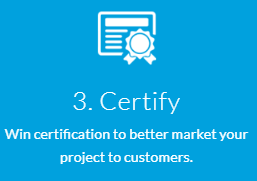 3. Certify
Win certification to better market your
project to customers.